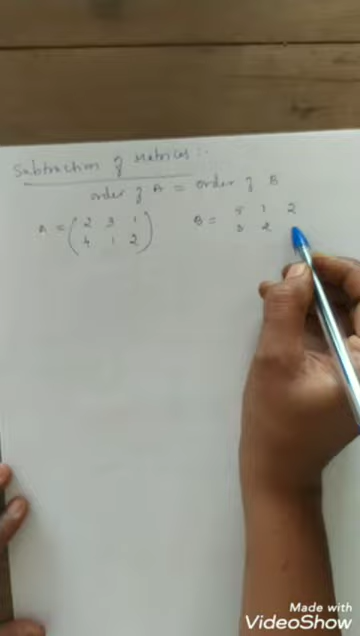 Subtraction of Matrices :-
order of A = order of B
A = ( 2 3 1 B = 5 1 2
4 1 2 ) 3 2
Made with
VideoShow